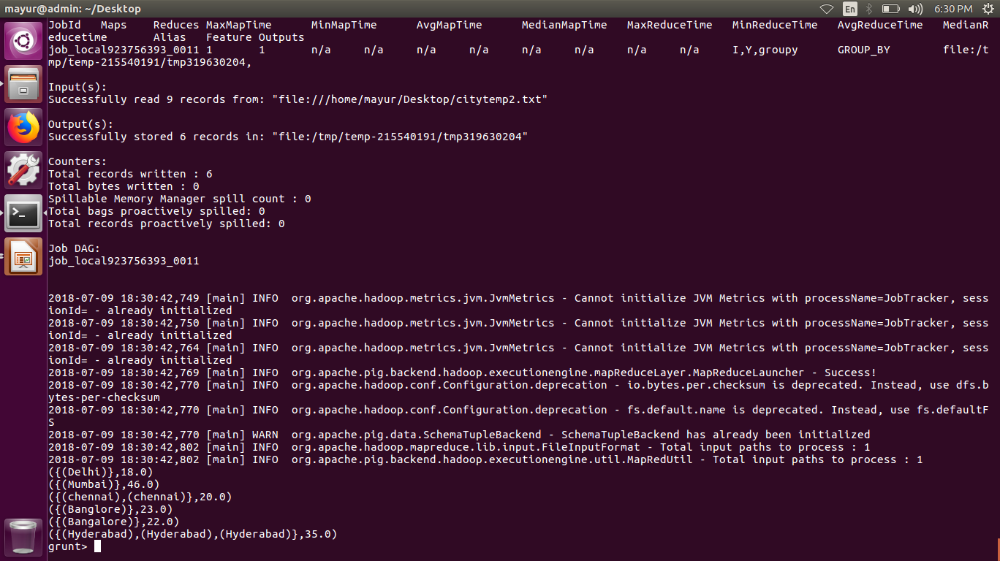 mayur@admin: ~/Desktop
En
6:30 PM
JobId   Maps    Reduces MaxMapTime      MinMapTime      AvgMapTime      MedianMapTime   MaxReduceTime   MinReduceTime   AvgReduceTime   MedianR
educetime       Alias   Feature Outputs
job_local923756393_0011 1       1       n/a     n/a     n/a     n/a     n/a     n/a     n/a     n/a     I,Y,groupy      GROUP_BY        file:/t
mp/temp-215540191/tmp319630204,
Input(s):
Successfully read 9 records from: "file:///home/mayur/Desktop/citytemp2.txt"
Output(s):
Successfully stored 6 records in: "file:/tmp/temp-215540191/tmp319630204"
Counters:
Total records written : 6
Total bytes written : 0
Spillable Memory Manager spill count : 0
Total bags proactively spilled: 0
Total records proactively spilled: 0
Job DAG:
job_local923756393_0011
2018-07-09 18:30:42,749 [main] INFO  org.apache.hadoop.metrics.jvm.JvmMetrics - Cannot initialize JVM Metrics with processName=JobTracker, sess
ionId= - already initialized
2018-07-09 18:30:42,750 [main] INFO  org.apache.hadoop.metrics.jvm.JvmMetrics - Cannot initialize JVM Metrics with processName=JobTracker, sess
ionId= - already initialized
2018-07-09 18:30:42,764 [main] INFO  org.apache.hadoop.metrics.jvm.JvmMetrics - Cannot initialize JVM Metrics with processName=JobTracker, sess
ionId= - already initialized
2018-07-09 18:30:42,769 [main] INFO  org.apache.pig.backend.hadoop.executionengine.mapReduceLayer.MapReduceLauncher - Success!
2018-07-09 18:30:42,770 [main] INFO  org.apache.hadoop.conf.Configuration.deprecation - io.bytes.per.checksum is deprecated. Instead, use dfs.b
ytes-per-checksum
2018-07-09 18:30:42,770 [main] INFO  org.apache.hadoop.conf.Configuration.deprecation - fs.default.name is deprecated. Instead, use fs.defaultF
S
2018-07-09 18:30:42,770 [main] WARN  org.apache.pig.data.SchemaTupleBackend - SchemaTupleBackend has already been initialized
2018-07-09 18:30:42,802 [main] INFO  org.apache.hadoop.mapreduce.lib.input.FileInputFormat - Total input paths to process : 1
2018-07-09 18:30:42,802 [main] INFO  org.apache.pig.backend.hadoop.executionengine.util.MapRedUtil - Total input paths to process : 1
({(Delhi)},18.0)
({(Mumbai)},46.0)
({(chennai),(chennai)},20.0)
({(Banglore)},23.0)
({(Bangalore)},22.0)
({(Hyderabad),(Hyderabad),(Hyderabad)},35.0)
grunt>